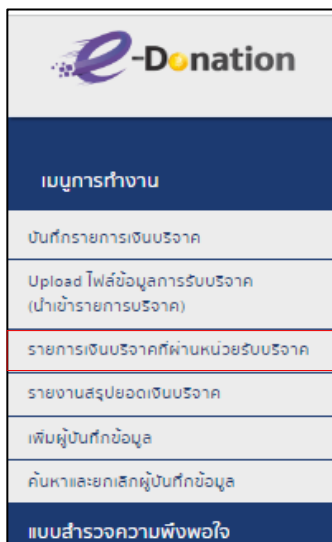 e-Donation
เมนูการทำงาน
บันทึกรายการเงินบริจาค
Upload ไฟล์ข้อมูลการรับบริจาค
(นำเข้ารายการบริจาค)
รายการเงินบริจาคที่ผ่านหน่วยรับบริจาค
รายงานสรุปยอดเงินบริจาค
เพิ่มผู้บันทึกข้อมูล
ค้นหาและยกเลิกผู้บันทึกข้อมูล
แบบสำรวจความพึงพอใจ